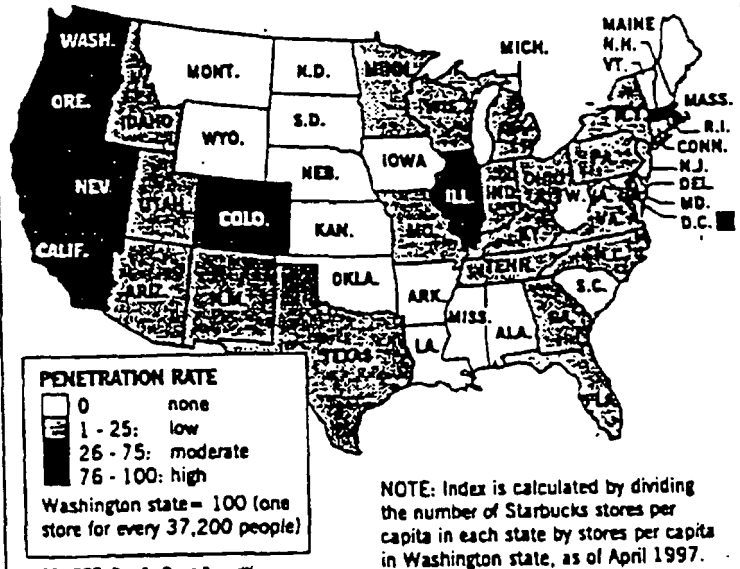 MAINE
WASH.
N.H.
MICH.
VT.
MONT.
N.D.
MINN.
MASS.
ORE.
WIS.
IDAHO
S.D.
R.I.
WYO.
CONN.
PA.
IOWA
N.J.
NEB.
NEV.
DEL.
UTAH
ILL.
IND.
OHIO
W.
VA.
MD.
COLO.
D.C.
KAN.
MO.
KY.
CALIF.
OKLA.
TENN.
ARIZ.
N.M.
ARK.
S.C.
MISS.
GA.
ALA.
TEXAS
LA.
PENETRATION RATE
0 none
1 - 25: low
26 - 75: moderate
76 - 100: high
Washington state = 100 (one
store for every 37,200 people)
NOTE: Index is calculated by dividing
the number of Starbucks stores per
capita in each state by stores per capita
in Washington state, as of April 1997.